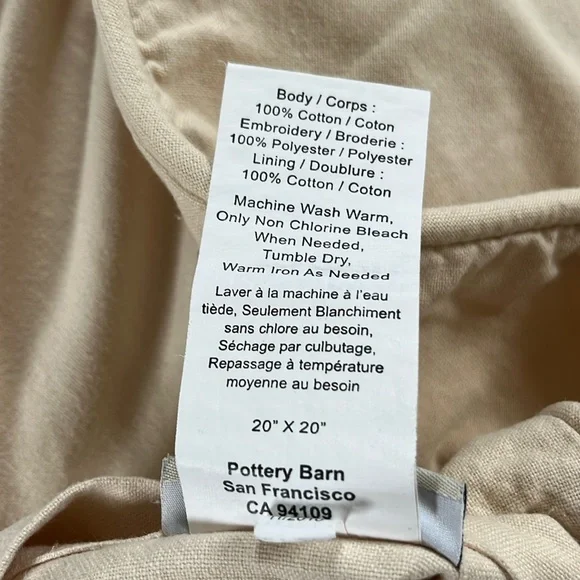 Body / Corps :
100% Cotton / Coton
Embroidery / Broderie :
100% Polyester / Polyester
Lining / Doublure :
100% Cotton / Coton
Machine Wash Warm,
Only Non Chlorine Bleach
When Needed,
Tumble Dry,
Warm Iron As Needed
Laver à la machine à l'eau
tiède, Seulement Blanchiment
sans chlore au besoin,
Séchage par culbutage,
Repassage à température
moyenne au besoin
20" X 20"
Pottery Barn
San Francisco
CA 94109